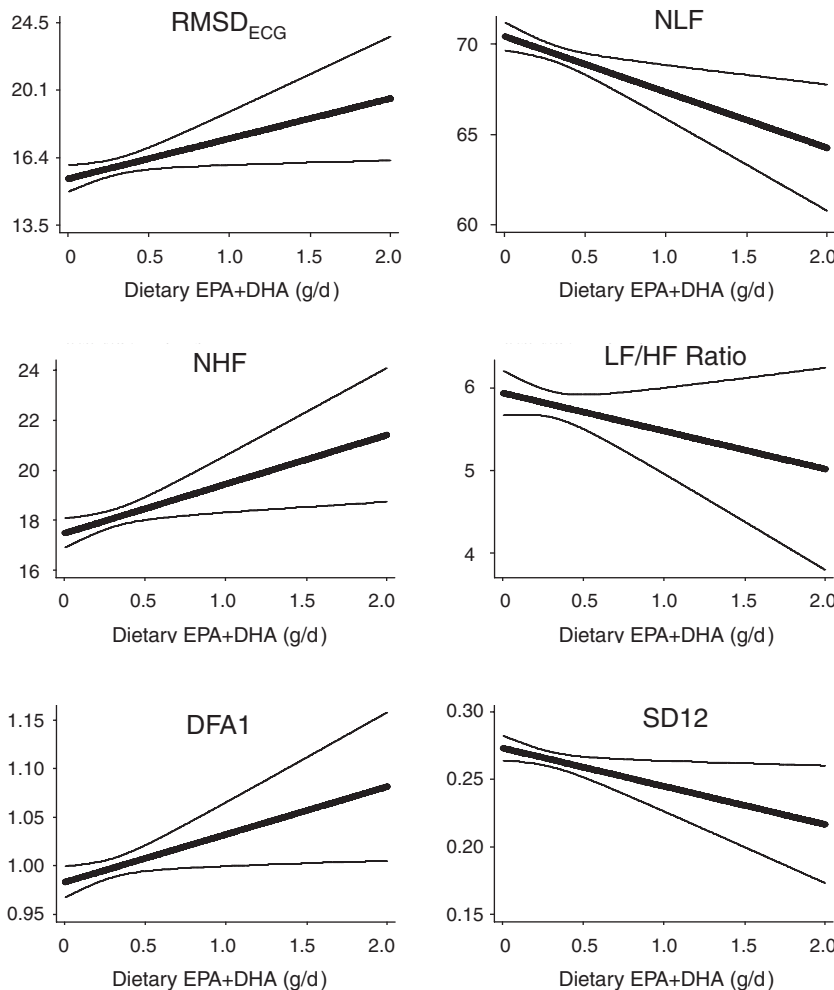 RMSD_ECG
24.5
20.1
16.4
13.5
0 0.5 1.0 1.5 2.0
Dietary EPA+DHA (g/d)
NLF
70
65
60
0 0.5 1.0 1.5 2.0
Dietary EPA+DHA (g/d)
NHF
24
22
20
18
16
0 0.5 1.0 1.5 2.0
Dietary EPA+DHA (g/d)
LF/HF Ratio
6
5
4
0 0.5 1.0 1.5 2.0
Dietary EPA+DHA (g/d)
DFA1
1.15
1.10
1.05
1.00
0.95
0 0.5 1.0 1.5 2.0
Dietary EPA+DHA (g/d)
SD12
0.30
0.25
0.20
0.15
0 0.5 1.0 1.5 2.0
Dietary EPA+DHA (g/d)